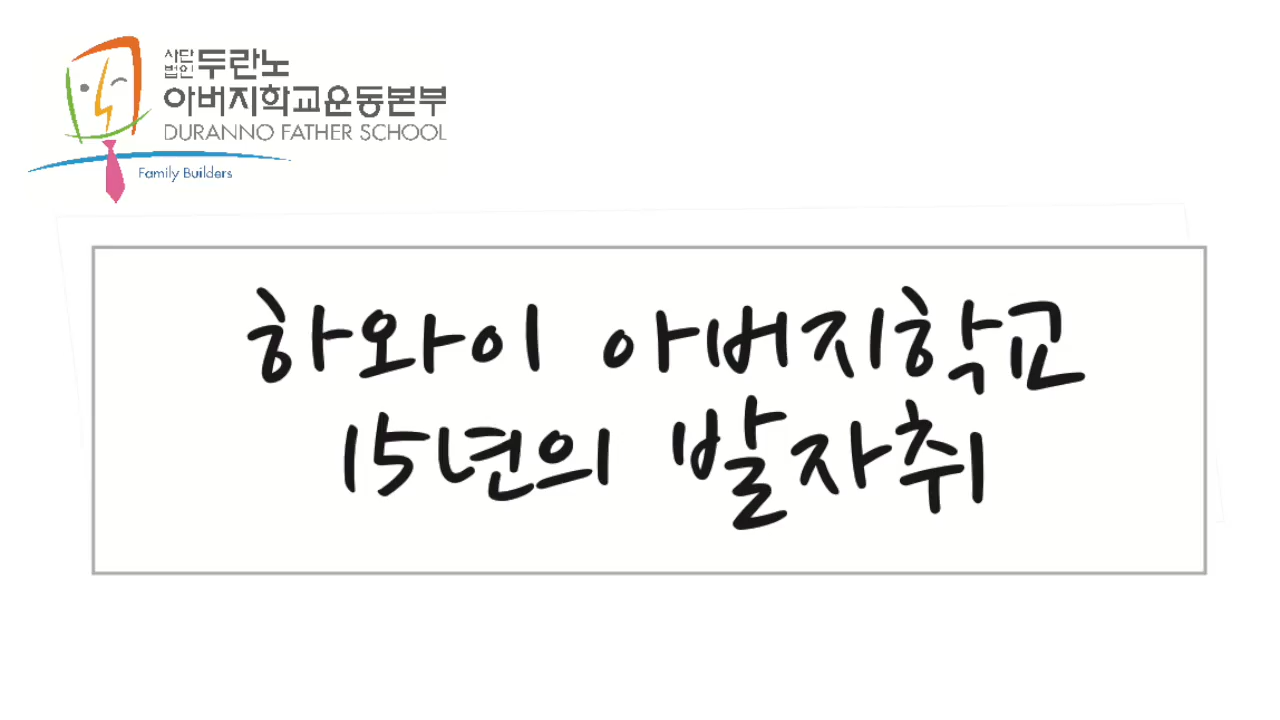 사단법인 두란노
아버지학교운동본부
DURANNO FATHER SCHOOL
Family Builders
하와이 아버지학교
15년의 발자취